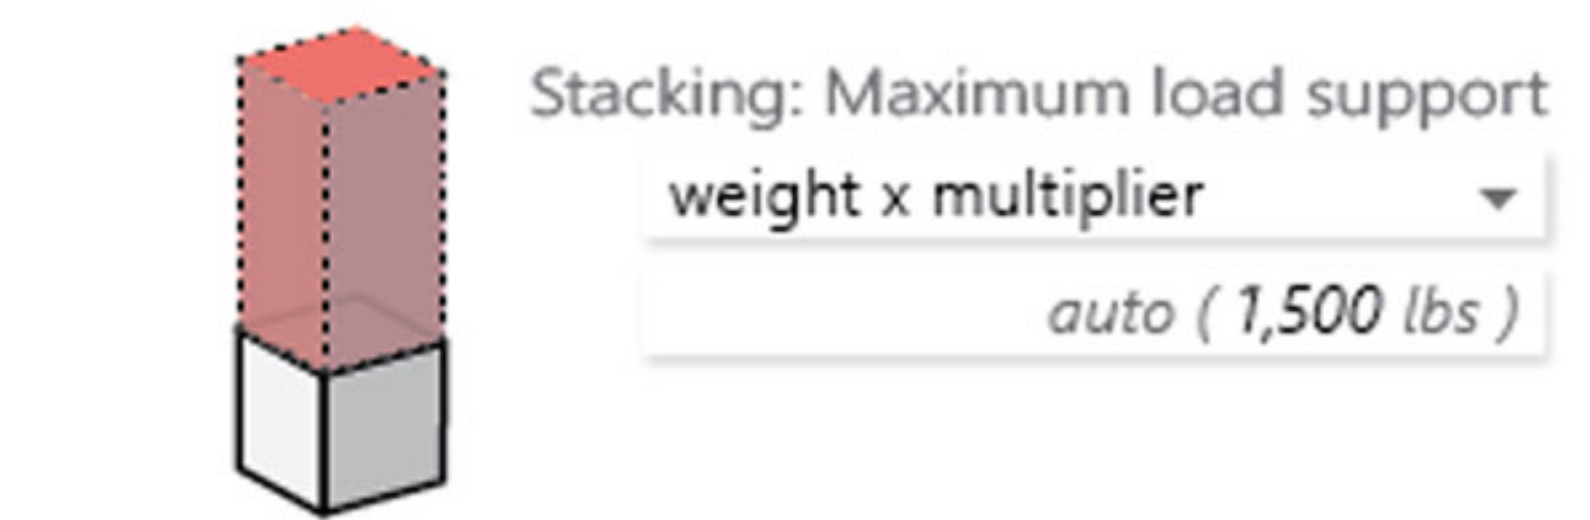 Stacking: Maximum load support
weight x multiplier
auto ( 1,500 lbs )